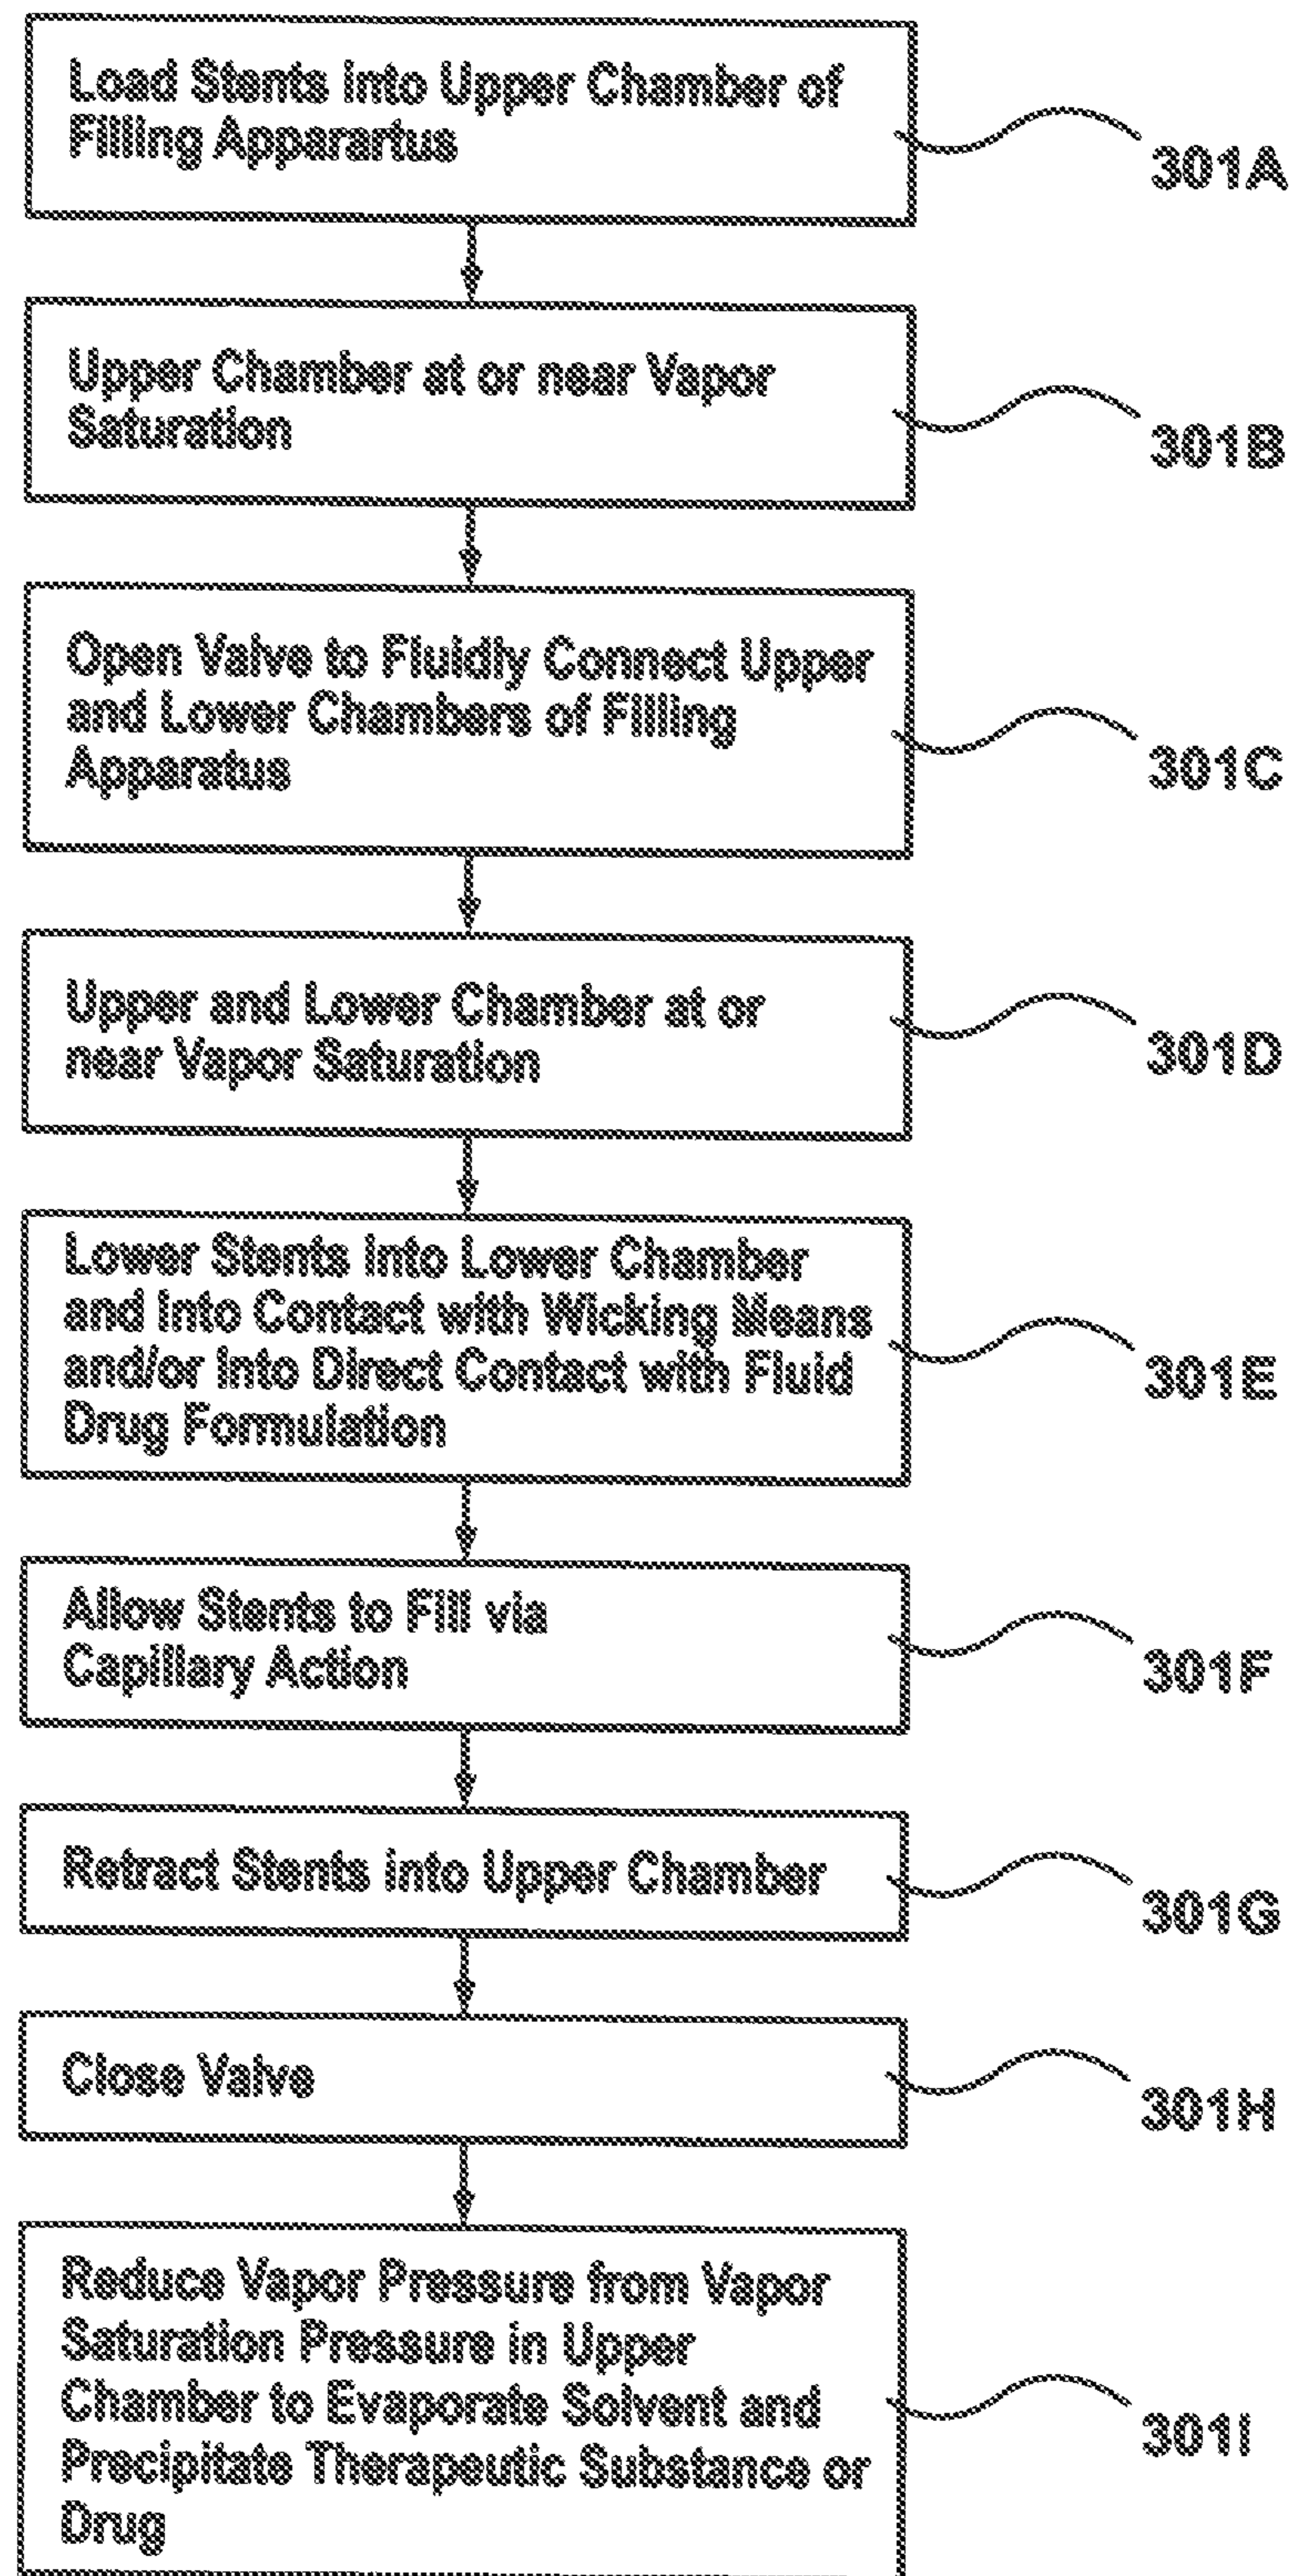 Load Stents into Upper Chamber of
Filling Apparartus
301A
Upper Chamber at or near Vapor
Saturation
301B
Open Valve to Fluidly Connect Upper
and Lower Chambers of Filling
Apparatus
301C
Upper and Lower Chamber at or
near Vapor Saturation
301D
Lower Stents into Lower Chamber
and into Contact with Wicking Means
and/or into Direct Contact with Fluid
Drug Formulation
301E
Allow Stents to Fill via
Capillary Action
301F
Retract Stents into Upper Chamber
301G
Close Valve
301H
Reduce Vapor Pressure from Vapor
Saturation Pressure in Upper
Chamber to Evaporate Solvent and
Precipitate Therapeutic Substance or
Drug
301I